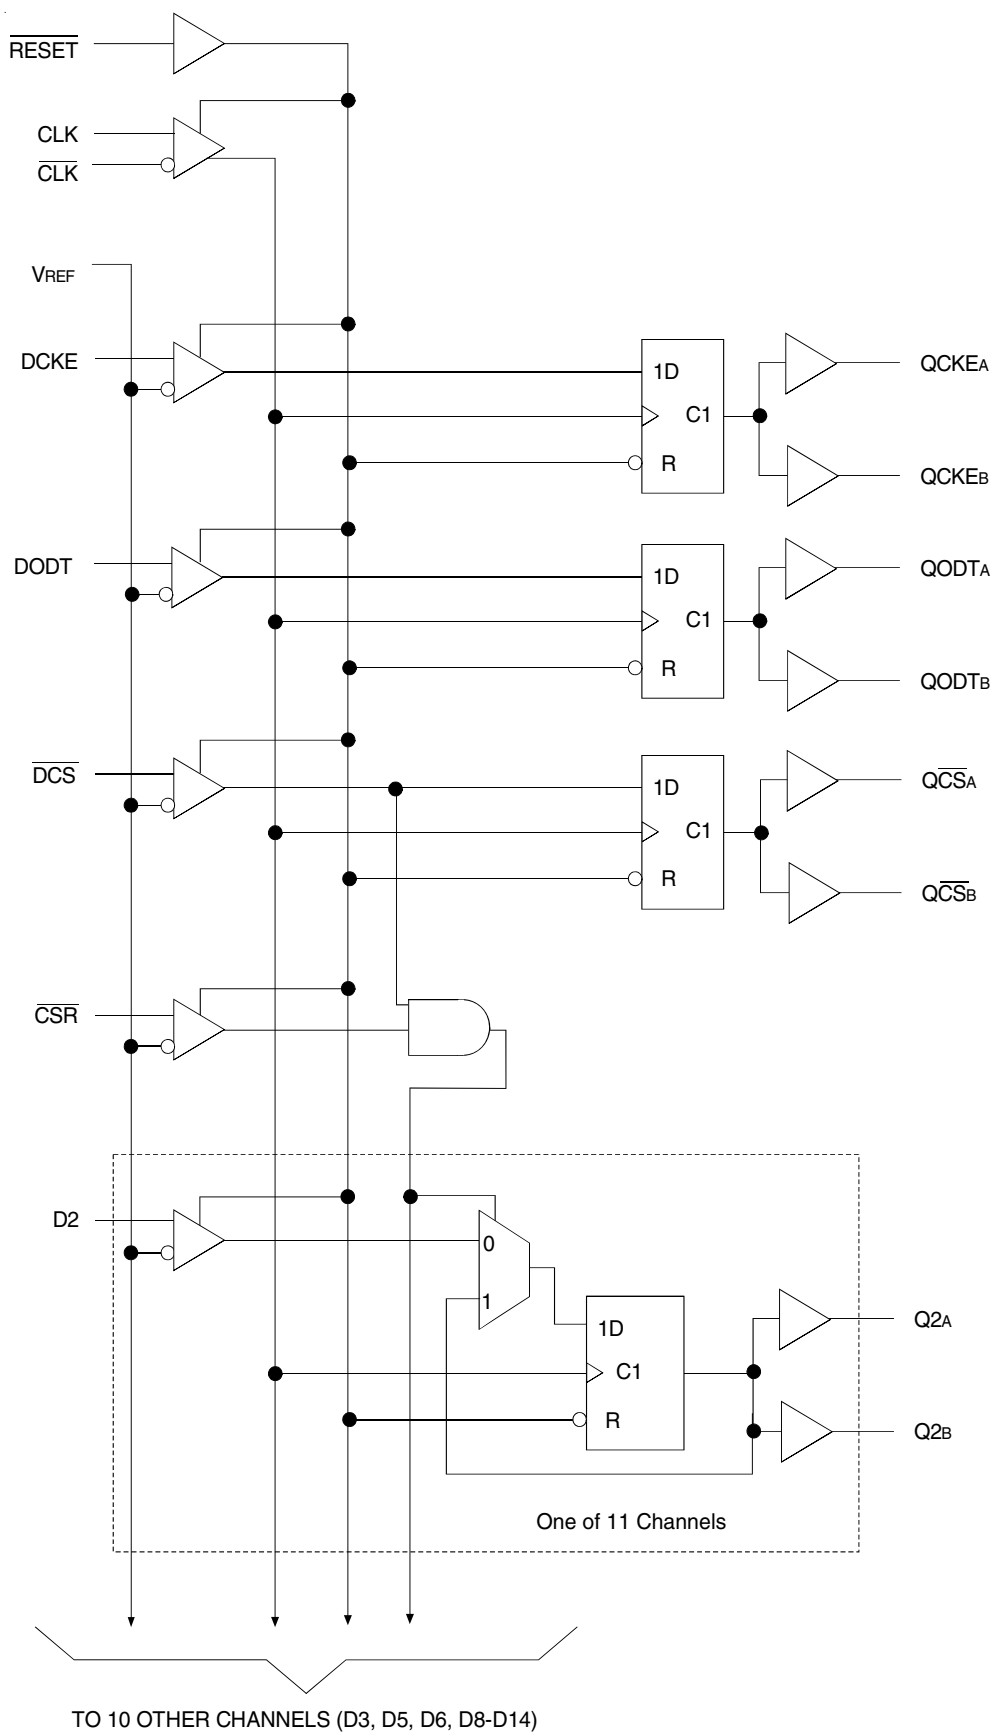 RESET
CLK
CLK
VREF
DCKE
1D
C1
R
QCKEA
QCKEB
DODT
1D
C1
R
QODTA
QODTB
DCS
1D
C1
R
QCSA
QCSB
CSR
D2
0
1
1D
C1
R
Q2A
Q2B
One of 11 Channels
TO 10 OTHER CHANNELS (D3, D5, D6, D8-D14)